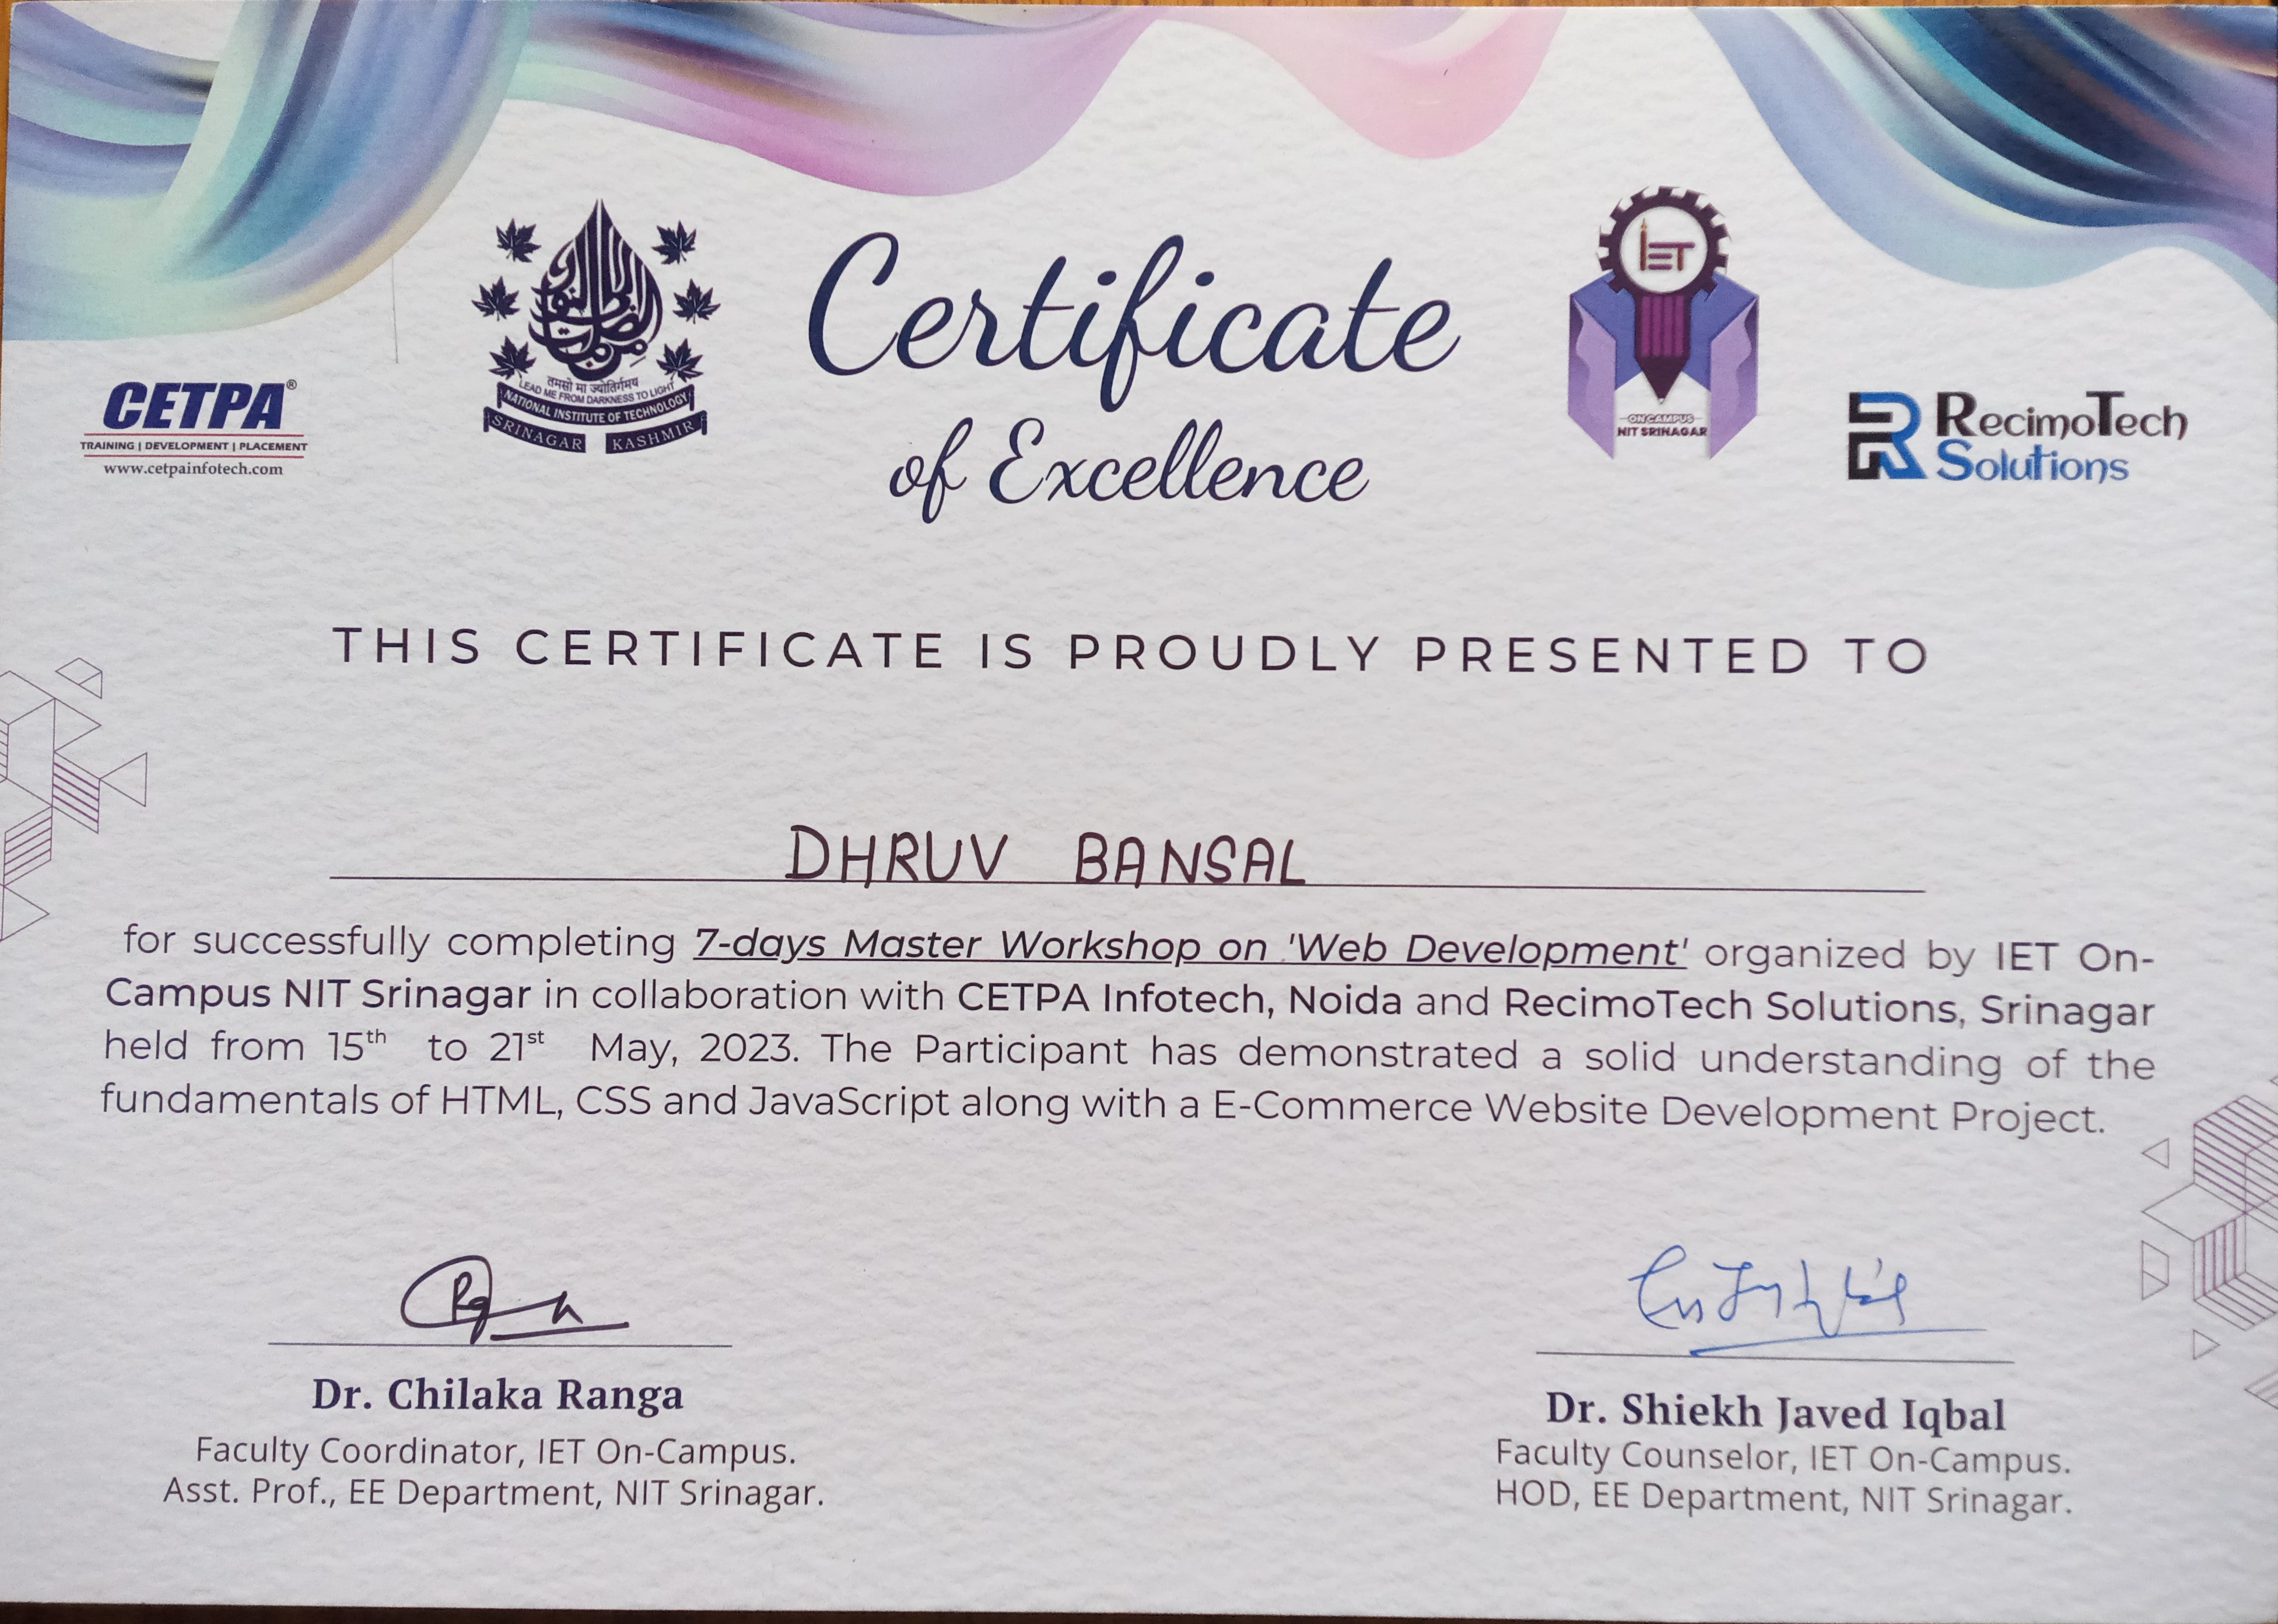 CETPA®
TRAINING | DEVELOPMENT | PLACEMENT
www.cetpainfotech.com
तमसो मा ज्योतिर्गमय
LEAD ME FROM DARKNESS TO LIGHT
NATIONAL INSTITUTE OF TECHNOLOGY
SRINAGAR KASHMIR
Certificate
of Excellence
IET
ON CAMPUS
NIT SRINAGAR
RecimoTech
Solutions
THIS CERTIFICATE IS PROUDLY PRESENTED TO
DHRUV BANSAL
for successfully completing 7-days Master Workshop on 'Web Development' organized by IET On-
Campus NIT Srinagar in collaboration with CETPA Infotech, Noida and RecimoTech Solutions, Srinagar
held from 15th to 21st May, 2023. The Participant has demonstrated a solid understanding of the
fundamentals of HTML, CSS and JavaScript along with a E-Commerce Website Development Project.
Dr. Chilaka Ranga
Faculty Coordinator, IET On-Campus.
Asst. Prof., EE Department, NIT Srinagar.
Dr. Shiekh Javed Iqbal
Faculty Counselor, IET On-Campus.
HOD, EE Department, NIT Srinagar.